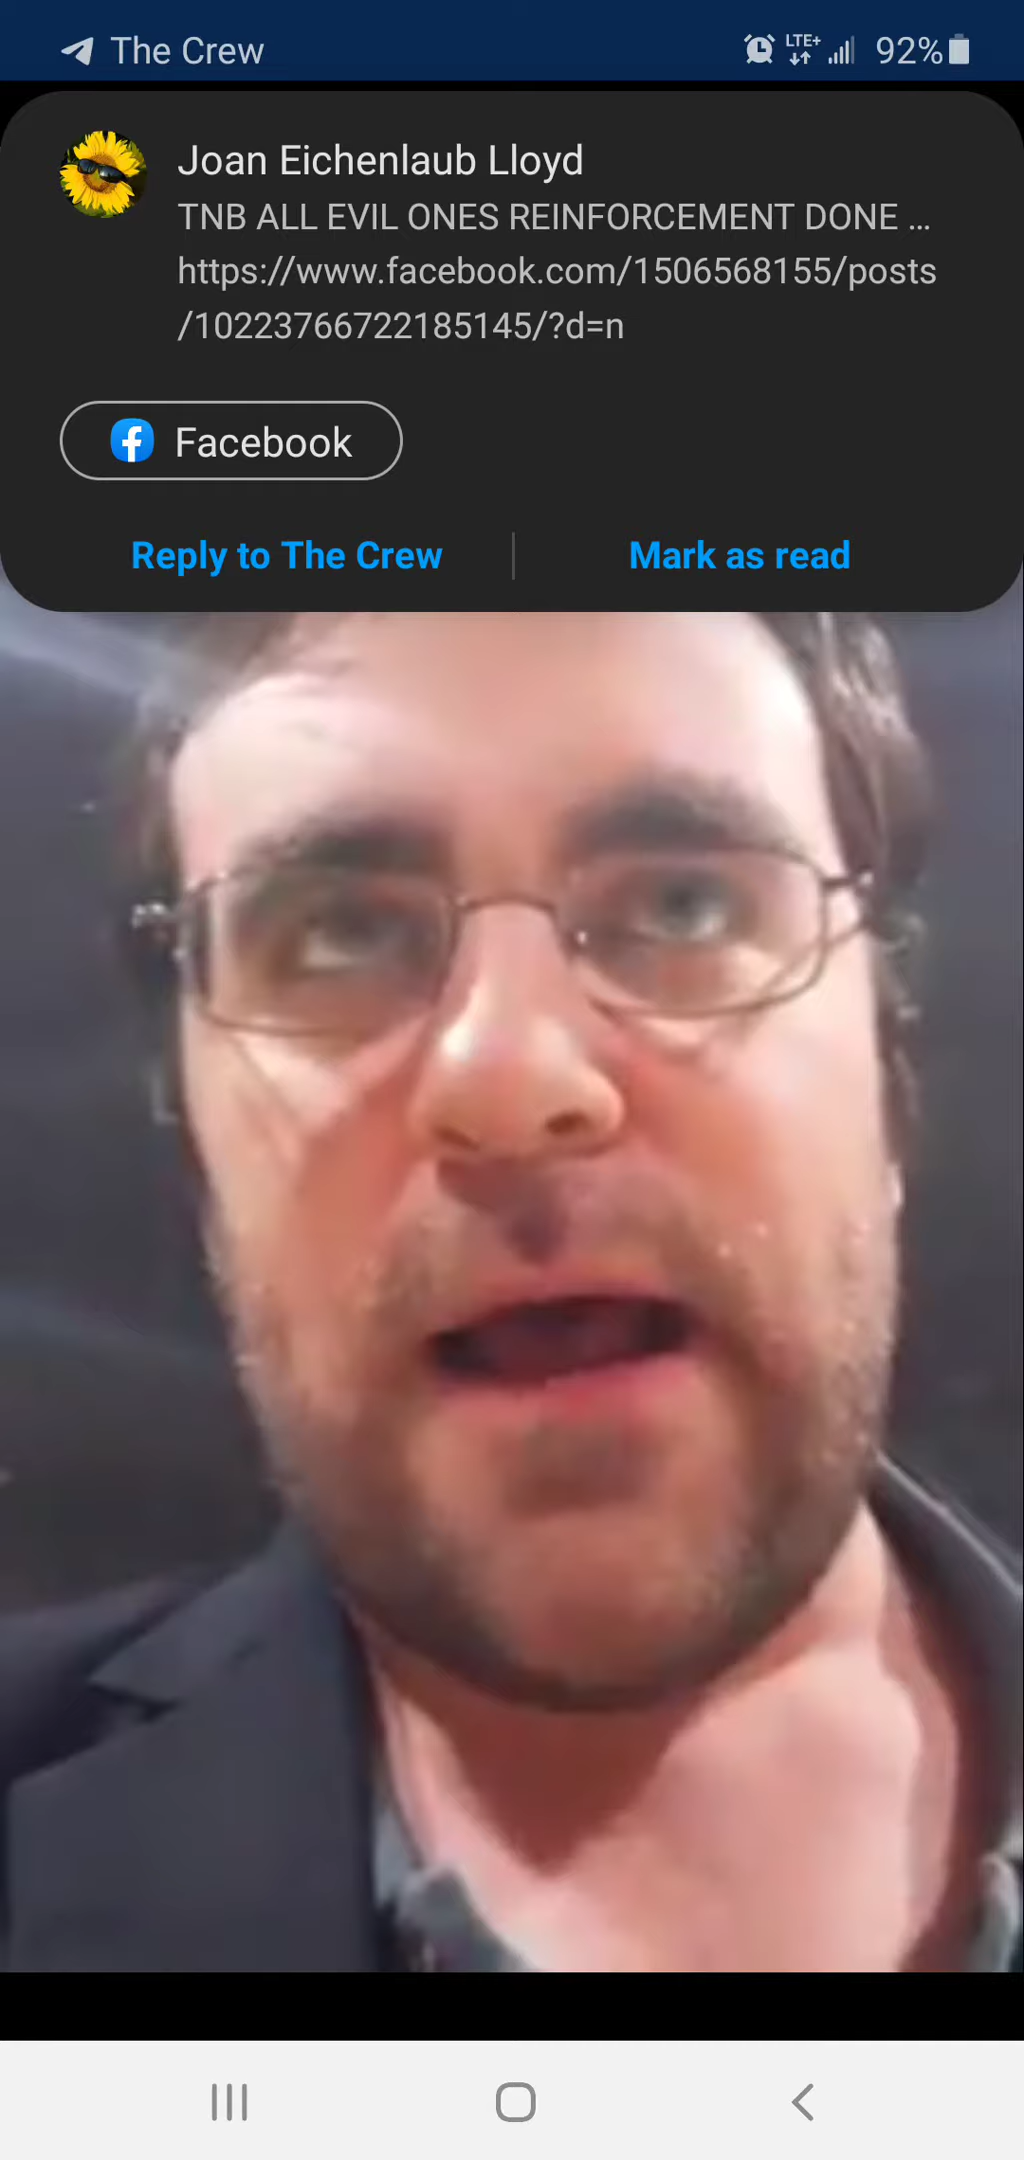 The Crew
LTE+
92%
Joan Eichenlaub Lloyd
TNB ALL EVIL ONES REINFORCEMENT DONE ...
https://www.facebook.com/1506568155/posts
/10223766722185145/?d=n
Facebook
Reply to The Crew
Mark as read